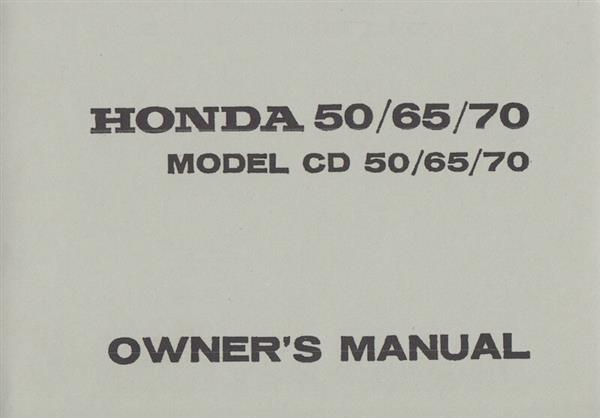 HONDA 50/65/70
MODEL CD 50/65/70
OWNER'S MANUAL